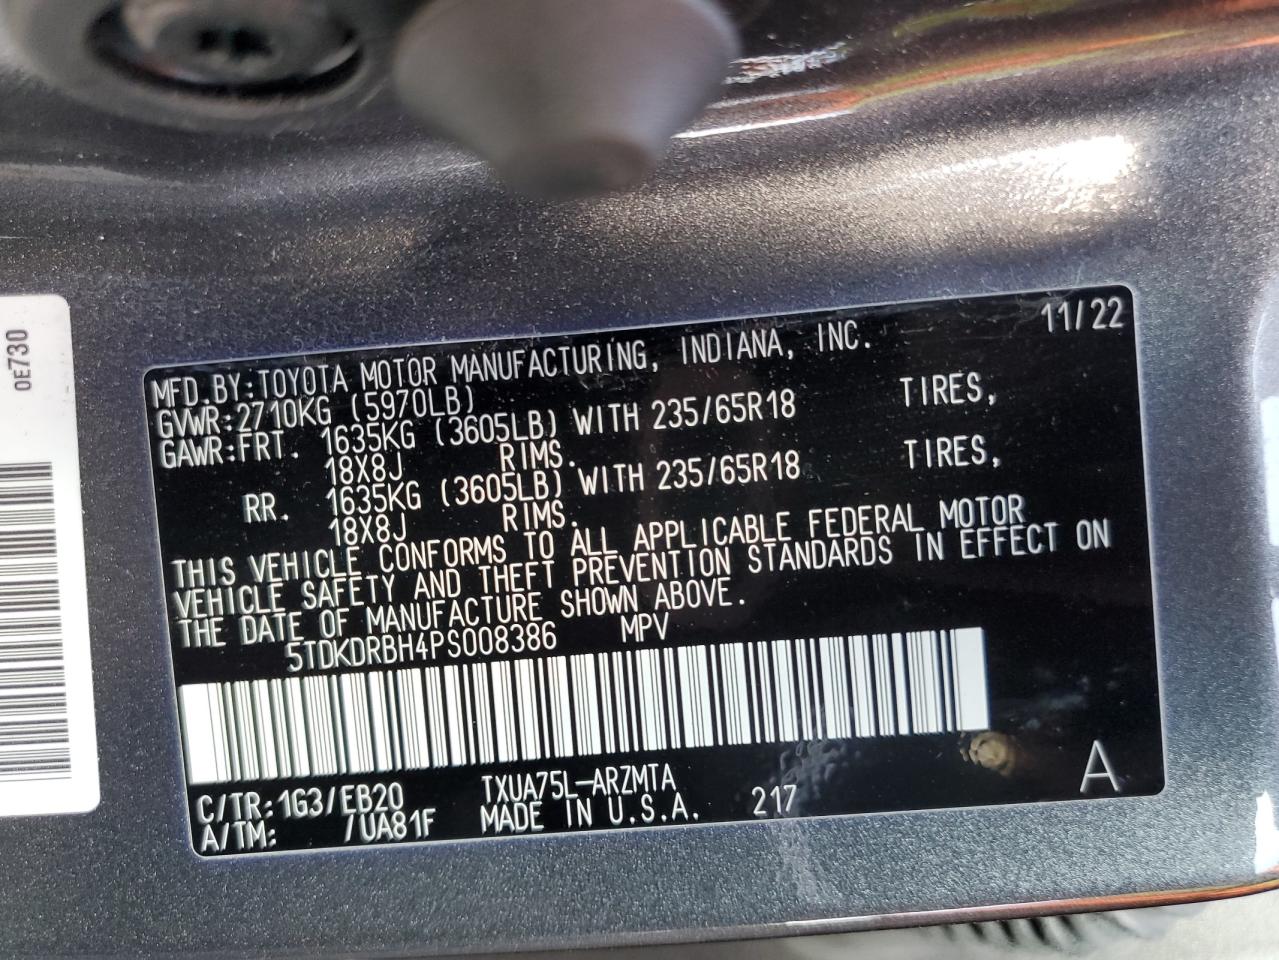 0E730
MFD.BY:TOYOTA MOTOR MANUFACTURING, INDIANA, INC. 11/22
GVWR:2710KG (5970LB)
GAWR:FRT. 1635KG (3605LB) WITH 235/65R18 TIRES,
18X8J RIMS.
RR. 1635KG (3605LB) WITH 235/65R18 TIRES,
18X8J RIMS.
THIS VEHICLE CONFORMS TO ALL APPLICABLE FEDERAL MOTOR
VEHICLE SAFETY AND THEFT PREVENTION STANDARDS IN EFFECT ON
THE DATE OF MANUFACTURE SHOWN ABOVE.
5TDKDRBH4PS008386 MPV
C/TR:1G3/EB20 TXUA75L-ARZMTA
A/TM: /UA81F MADE IN U.S.A. 217 A